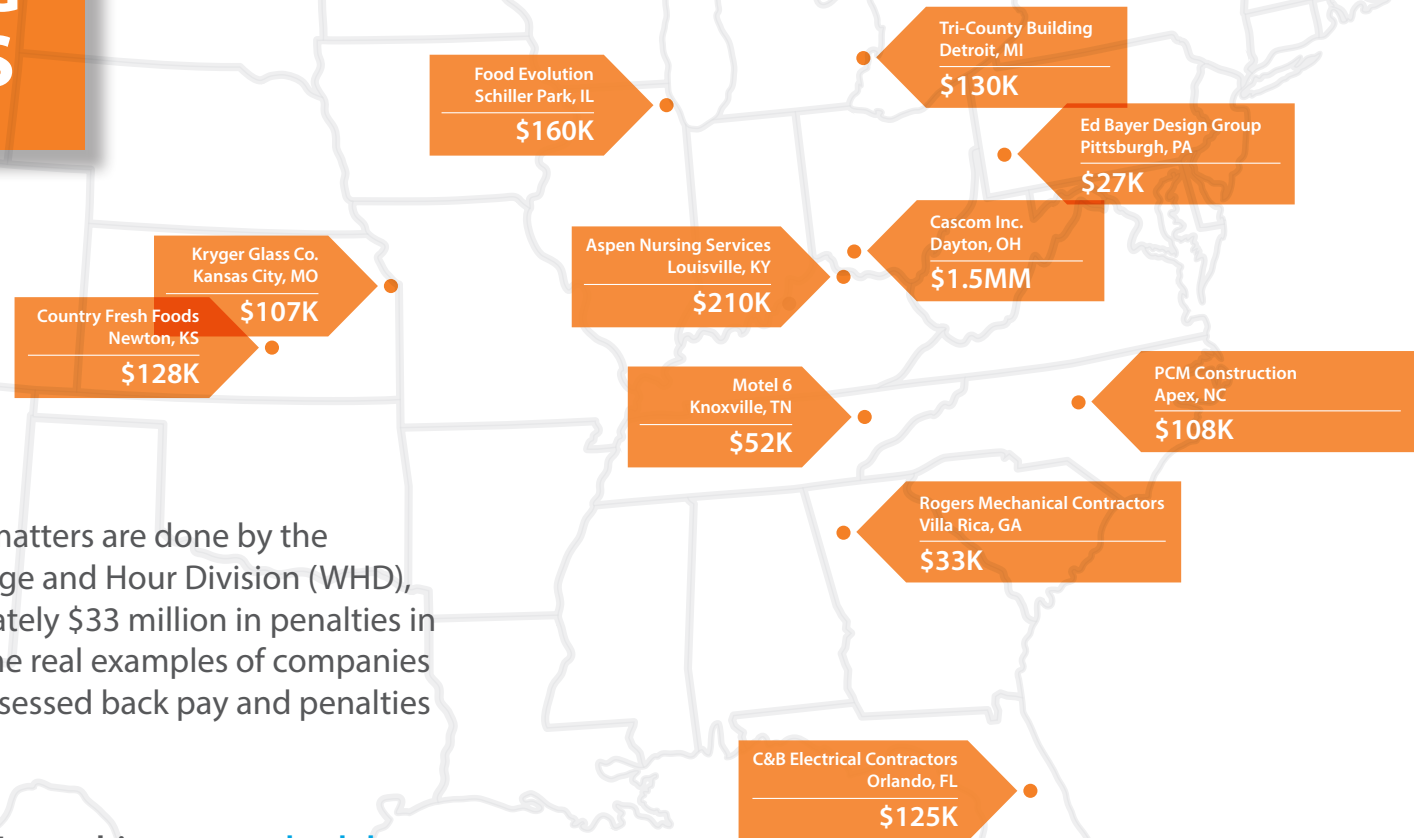 S
Tri-County Building
Detroit, MI
$130K
Food Evolution
Schiller Park, IL
$160K
Ed Bayer Design Group
Pittsburgh, PA
$27K
Cascom Inc.
Dayton, OH
$1.5MM
Aspen Nursing Services
Louisville, KY
$210K
Kryger Glass Co.
Kansas City, MO
$107K
Country Fresh Foods
Newton, KS
$128K
Motel 6
Knoxville, TN
$52K
PCM Construction
Apex, NC
$108K
Rogers Mechanical Contractors
Villa Rica, GA
$33K
matters are done by the
ge and Hour Division (WHD),
ately $33 million in penalties in
ne real examples of companies
sessed back pay and penalties
C&B Electrical Contractors
Orlando, FL
$125K